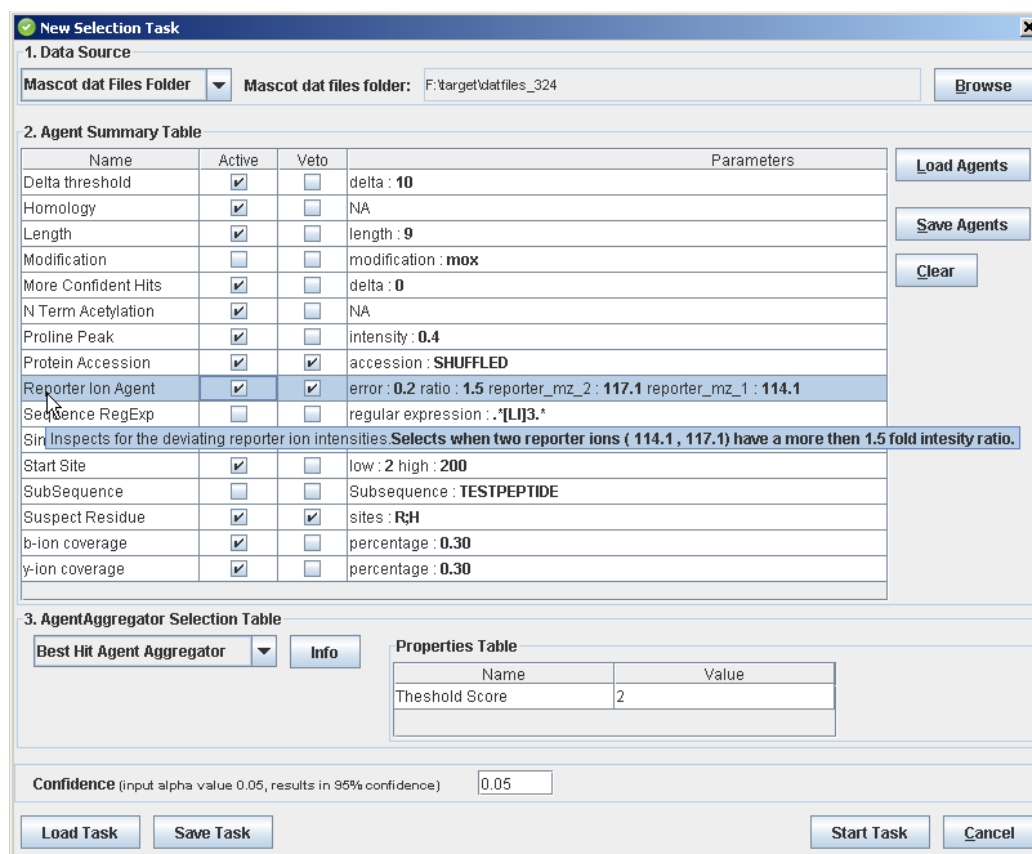 New Selection Task
1. Data Source
Mascot dat Files Folder Mascot dat files folder: F:\target\datfiles_324 Browse
2. Agent Summary Table
Name Active Veto Parameters
Load Agents
Delta threshold delta : 10
Homology NA
Save Agents
Length length : 9
Modification modification : mox
Clear
More Confident Hits delta : 0
N Term Acetylation NA
Proline Peak intensity : 0.4
Protein Accession accession : SHUFFLED
Reporter Ion Agent error : 0.2 ratio : 1.5 reporter_mz_2 : 117.1 reporter_mz_1 : 114.1
Sequence RegExp regular expression : .*[LI]3.*
Sin Inspects for the deviating reporter ion intensities.Selects when two reporter ions ( 114.1 , 117.1) have a more then 1.5 fold intesity ratio.
Start Site low : 2 high : 200
SubSequence Subsequence : TESTPEPTIDE
Suspect Residue sites : R;H
b-ion coverage percentage : 0.30
y-ion coverage percentage : 0.30
3. AgentAggregator Selection Table
Best Hit Agent Aggregator Info Properties Table
Name Value
Theshold Score 2
Confidence (input alpha value 0.05, results in 95% confidence) 0.05
Load Task Save Task Start Task Cancel